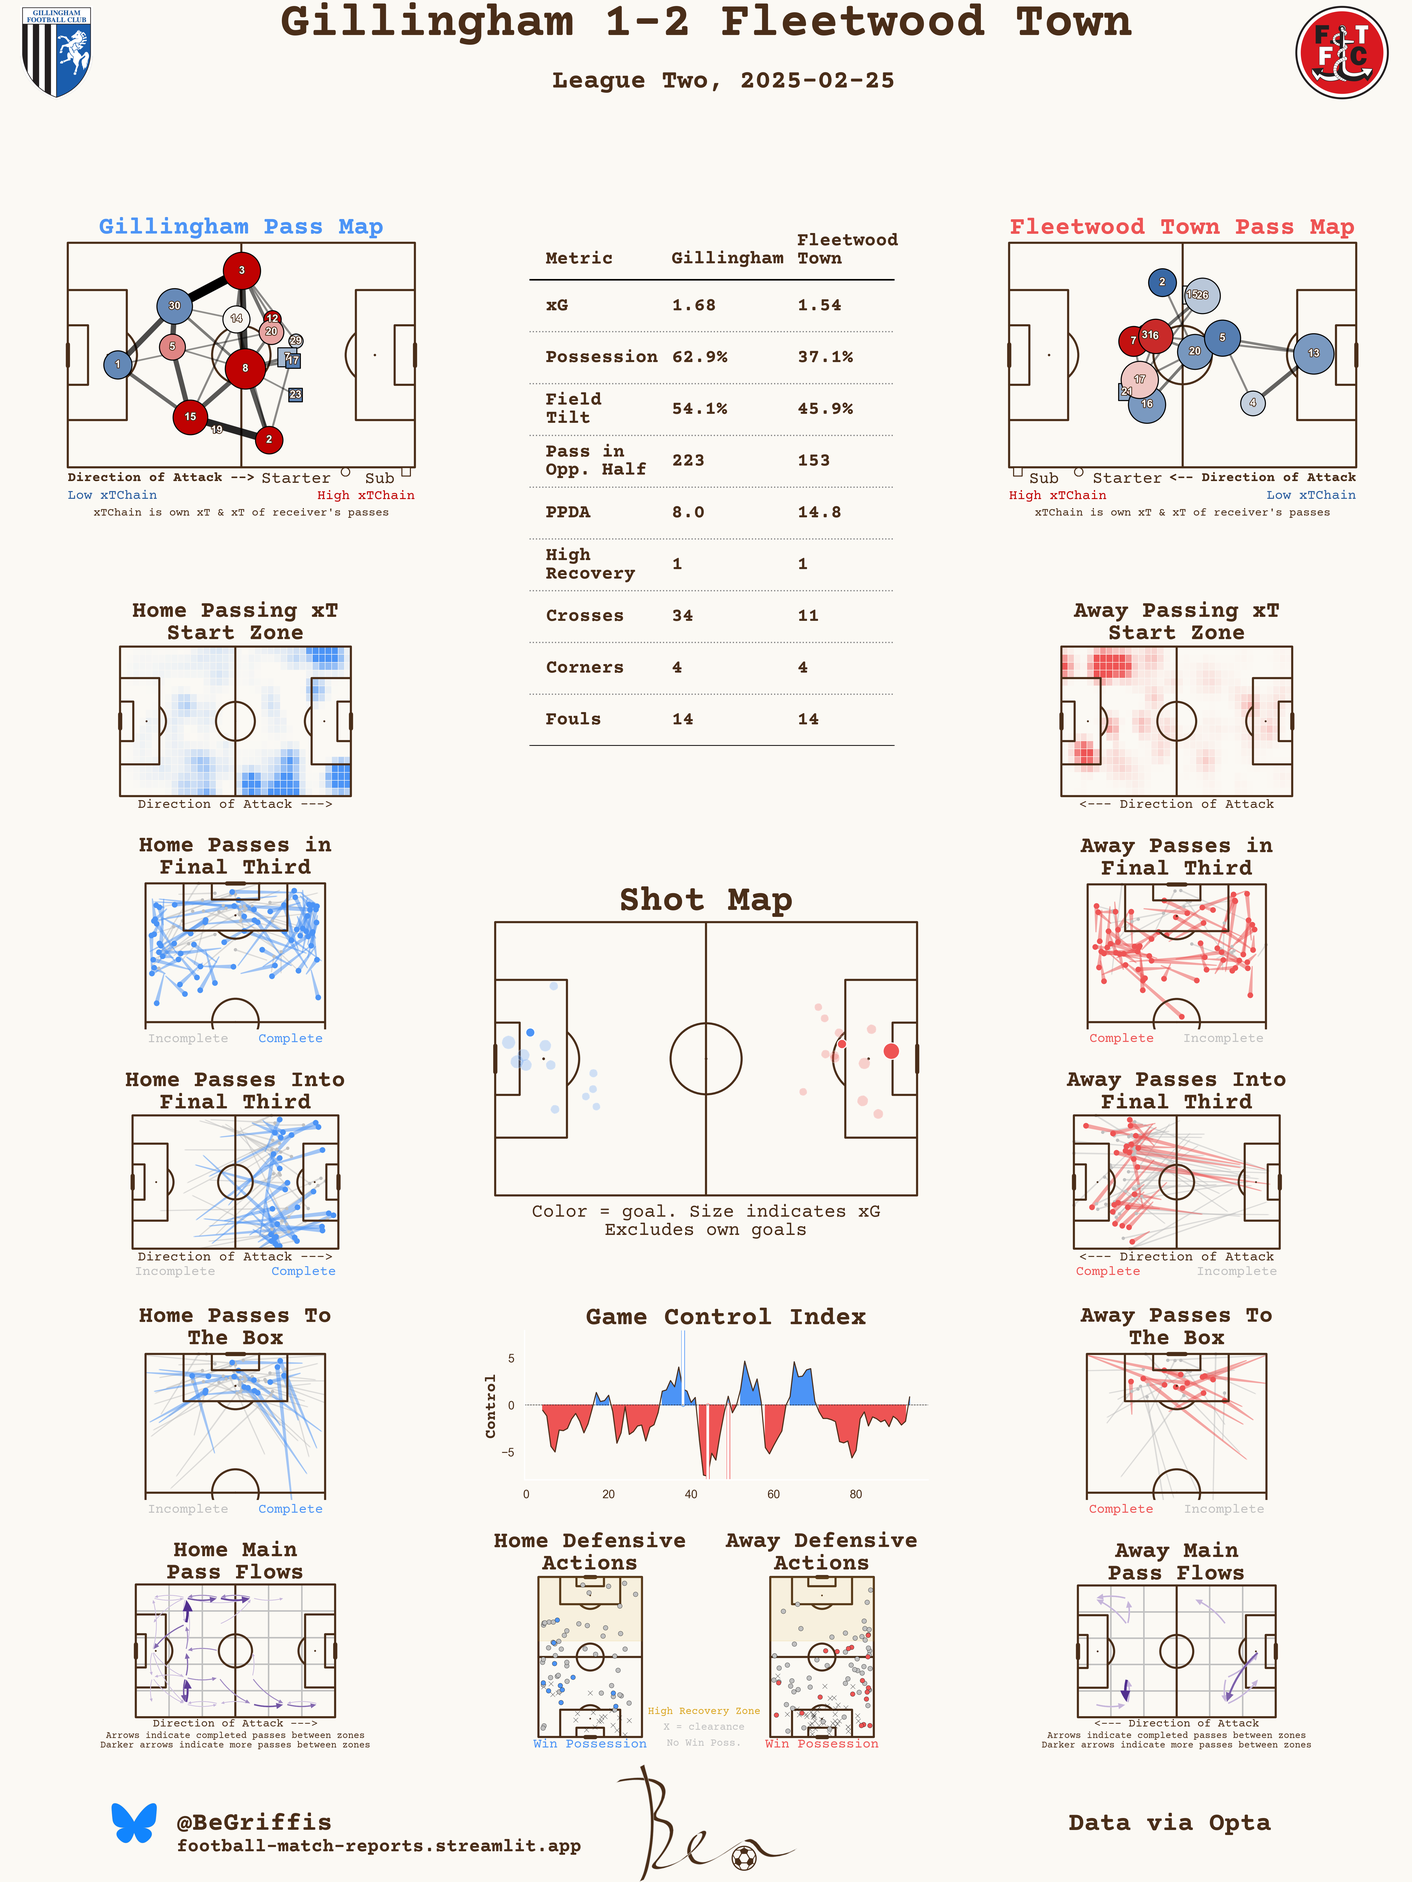 GILLINGHAM
FOOTBALL CLUB
Gillingham 1-2 Fleetwood Town
League Two, 2025-02-25
F T
F C
Gillingham Pass Map
3
30
14
12
20
29
5
1
7
17
8
23
15
19
2
Direction of Attack --> Starter Sub
Low xTChain High xTChain
xTChain is own xT & xT of receiver's passes
Metric Gillingham Fleetwood Town
xG 1.68 1.54
Possession 62.9% 37.1%
Field Tilt 54.1% 45.9%
Pass in Opp. Half 223 153
PPDA 8.0 14.8
High Recovery 1 1
Crosses 34 11
Corners 4 4
Fouls 14 14
Fleetwood Town Pass Map
2
15
26
7
31
6
20
5
13
17
21
16
4
Sub Starter <-- Direction of Attack
High xTChain Low xTChain
xTChain is own xT & xT of receiver's passes
Home Passing xT
Start Zone
Direction of Attack --->
Away Passing xT
Start Zone
<--- Direction of Attack
Home Passes in
Final Third
Incomplete Complete
Away Passes in
Final Third
Complete Incomplete
Shot Map
Color = goal. Size indicates xG
Excludes own goals
Home Passes Into
Final Third
Direction of Attack --->
Incomplete Complete
Away Passes Into
Final Third
<--- Direction of Attack
Complete Incomplete
Home Passes To
The Box
Incomplete Complete
Game Control Index
Control
5
0
−5
0 20 40 60 80
Away Passes To
The Box
Complete Incomplete
Home Main
Pass Flows
Direction of Attack --->
Arrows indicate completed passes between zones
Darker arrows indicate more passes between zones
Home Defensive
Actions
Win Possession
Away Defensive
Actions
Win Possession
High Recovery Zone
X = clearance
No Win Poss.
Away Main
Pass Flows
<--- Direction of Attack
Arrows indicate completed passes between zones
Darker arrows indicate more passes between zones
@BeGriffis
football-match-reports.streamlit.app
Ben
Data via Opta